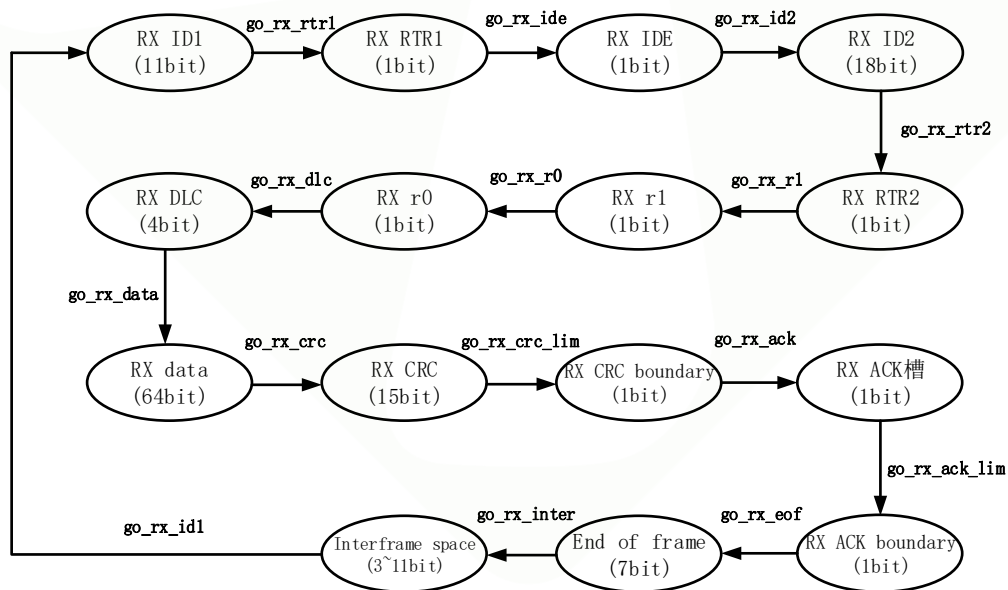 RX ID1
(11bit)
go_rx_rtr1
RX RTR1
(1bit)
go_rx_ide
RX IDE
(1bit)
go_rx_id2
RX ID2
(18bit)
go_rx_rtr2
RX DLC
(4bit)
go_rx_dlc
RX r0
(1bit)
go_rx_r0
RX r1
(1bit)
go_rx_r1
RX RTR2
(1bit)
go_rx_data
RX data
(64bit)
go_rx_crc
RX CRC
(15bit)
go_rx_crc_lim
RX CRC boundary
(1bit)
go_rx_ack
RX ACK槽
(1bit)
go_rx_ack_lim
go_rx_id1
Interframe space
(3~11bit)
go_rx_inter
End of frame
(7bit)
go_rx_eof
RX ACK boundary
(1bit)